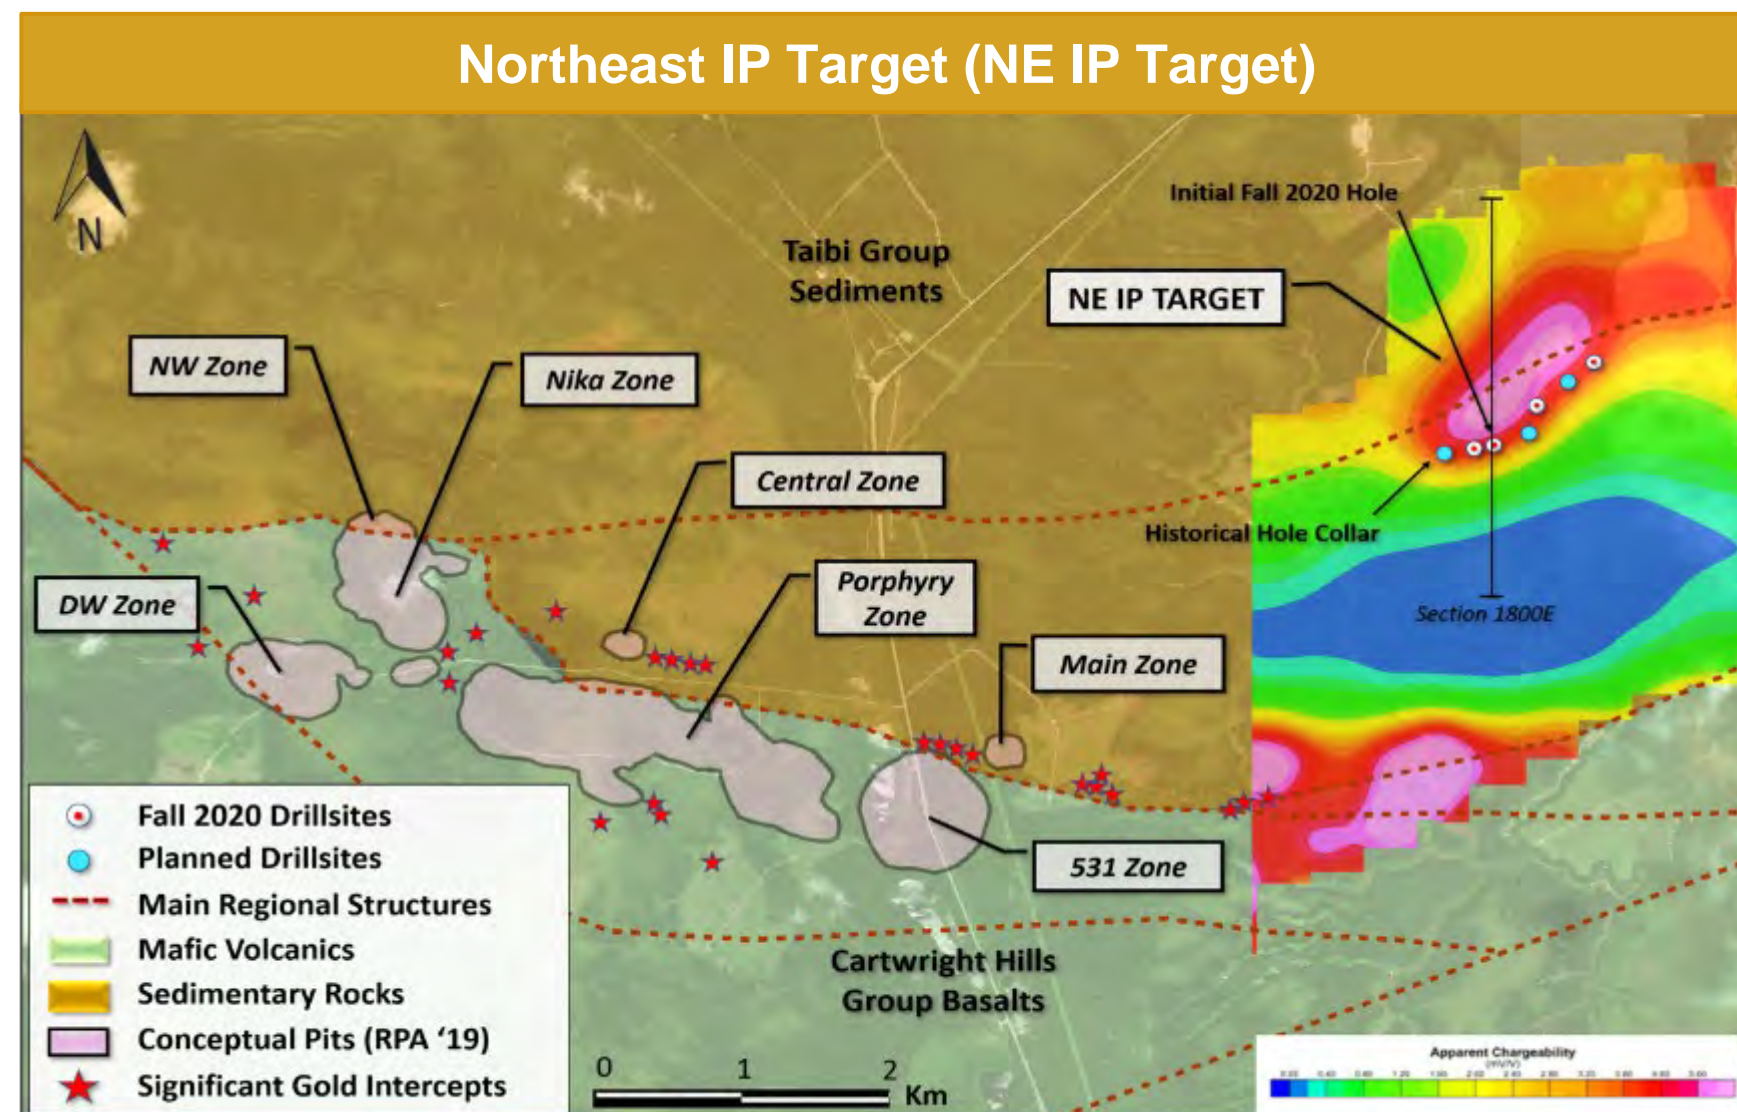 Northeast IP Target (NE IP Target)
N
Initial Fall 2020 Hole
Taibi Group
Sediments
NE IP TARGET
NW Zone
Nika Zone
Central Zone
Historical Hole Collar
DW Zone
Porphyry
Zone
Section 1800E
Main Zone
531 Zone
Cartwright Hills
Group Basalts
Fall 2020 Drillsites
Planned Drillsites
Main Regional Structures
Mafic Volcanics
Sedimentary Rocks
Conceptual Pits (RPA ‘19)
Significant Gold Intercepts
0 1 2
Km
Apparent Chargeability
(mV/V)